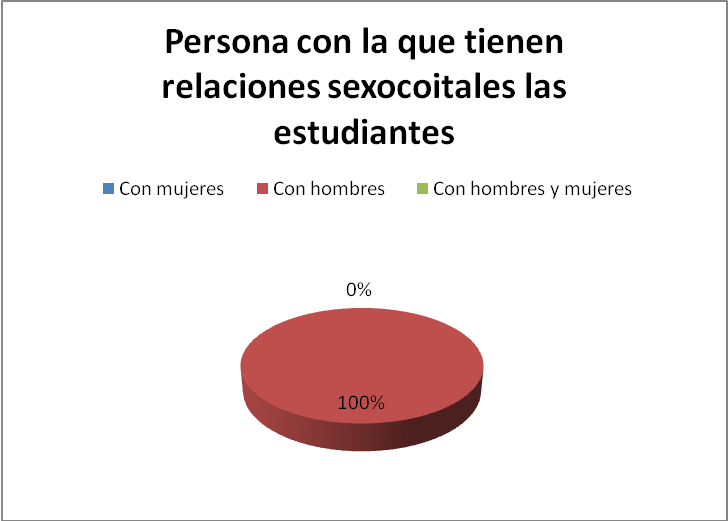 Persona con la que tienen
relaciones sexocoitales las
estudiantes
Con mujeres Con hombres Con hombres y mujeres
0%
100%